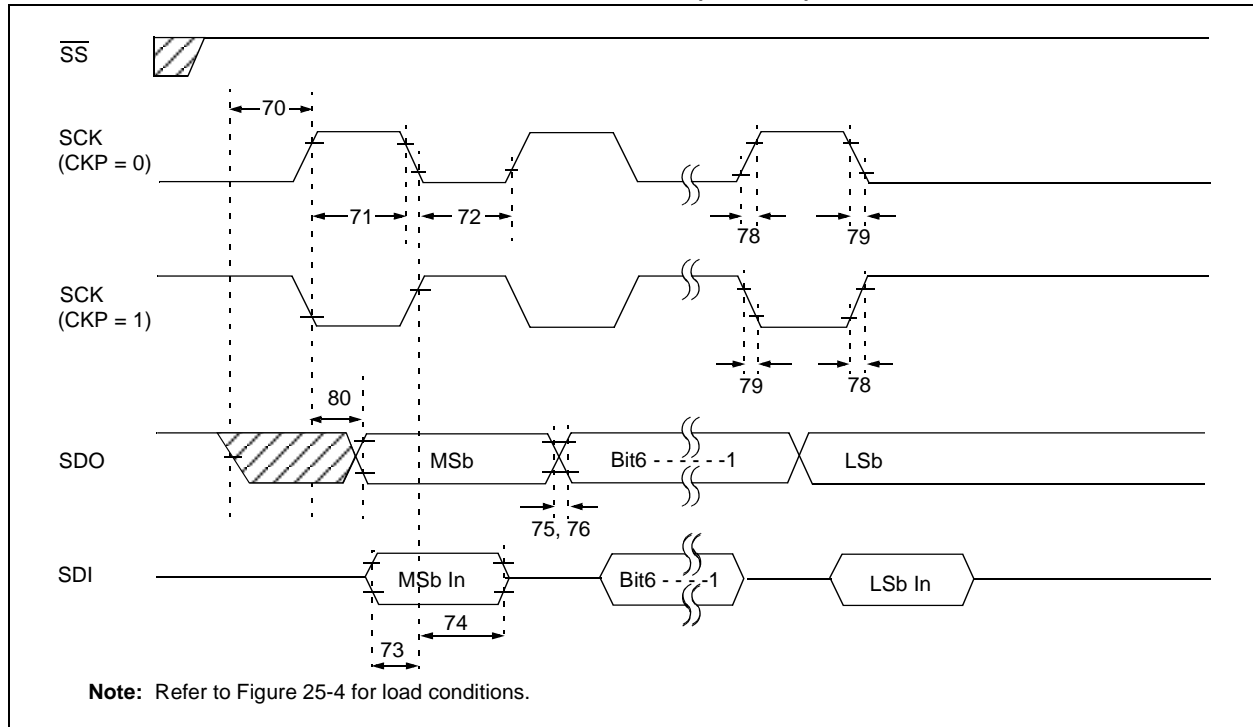 SS
70
SCK
(CKP = 0)
71
72
78
79
SCK
(CKP = 1)
79
78
80
SDO
MSb
Bit6 - - - - - -1
LSb
75, 76
SDI
MSb In
Bit6 - - - -1
LSb In
74
73
Note: Refer to Figure 25-4 for load conditions.